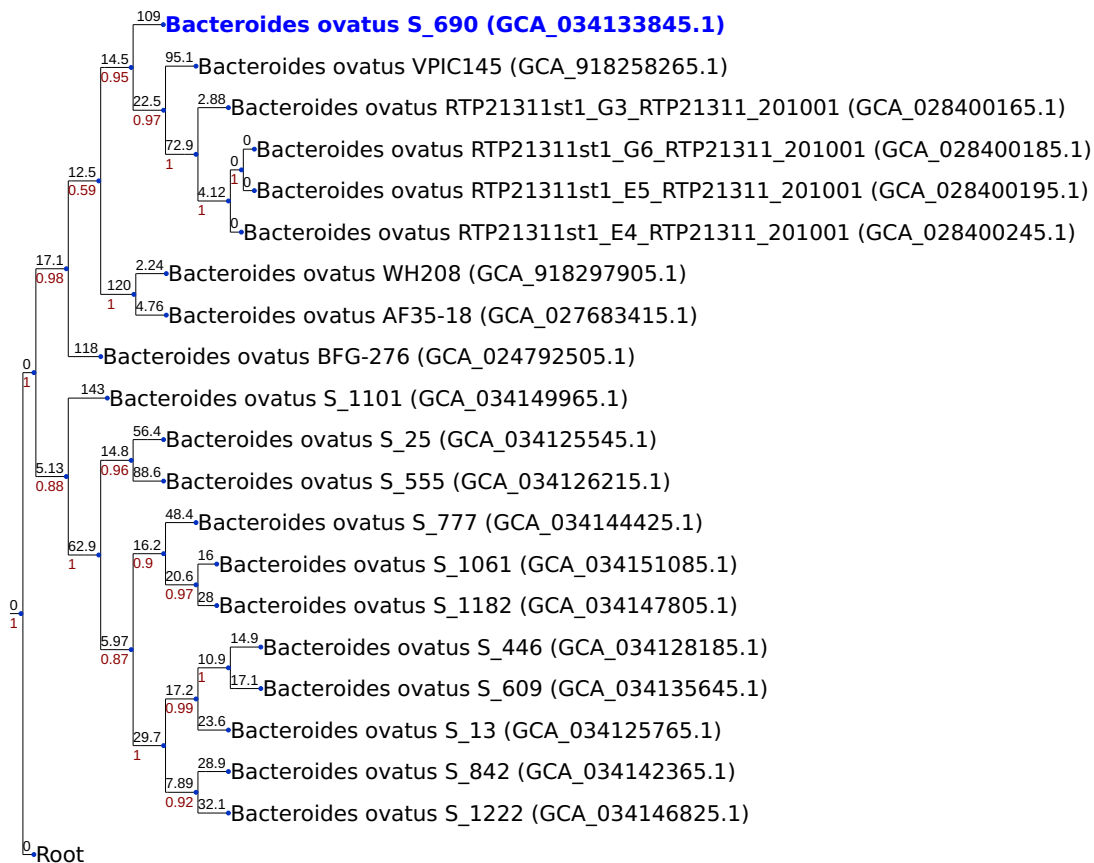 109
Bacteroides ovatus S_690 (GCA_034133845.1)
14.5
0.95
95.1
Bacteroides ovatus VPIC145 (GCA_918258265.1)
22.5
0.97
2.88
Bacteroides ovatus RTP21311st1_G3_RTP21311_201001 (GCA_028400165.1)
72.9
1
0
Bacteroides ovatus RTP21311st1_G6_RTP21311_201001 (GCA_028400185.1)
0
1
12.5
0.59
4.12
1
0
Bacteroides ovatus RTP21311st1_E5_RTP21311_201001 (GCA_028400195.1)
0
Bacteroides ovatus RTP21311st1_E4_RTP21311_201001 (GCA_028400245.1)
17.1
0.98
2.24
Bacteroides ovatus WH208 (GCA_918297905.1)
120
1
4.76
Bacteroides ovatus AF35-18 (GCA_027683415.1)
118
Bacteroides ovatus BFG-276 (GCA_024792505.1)
0
1
143
Bacteroides ovatus S_1101 (GCA_034149965.1)
5.13
0.88
56.4
Bacteroides ovatus S_25 (GCA_034125545.1)
14.8
0.96
88.6
Bacteroides ovatus S_555 (GCA_034126215.1)
62.9
1
48.4
Bacteroides ovatus S_777 (GCA_034144425.1)
16.2
0.9
16
Bacteroides ovatus S_1061 (GCA_034151085.1)
20.6
0.97
28
Bacteroides ovatus S_1182 (GCA_034147805.1)
0
1
5.97
0.87
14.9
Bacteroides ovatus S_446 (GCA_034128185.1)
10.9
1
17.1
Bacteroides ovatus S_609 (GCA_034135645.1)
17.2
0.99
23.6
Bacteroides ovatus S_13 (GCA_034125765.1)
29.7
1
28.9
Bacteroides ovatus S_842 (GCA_034142365.1)
7.89
0.92
32.1
Bacteroides ovatus S_1222 (GCA_034146825.1)
0
Root